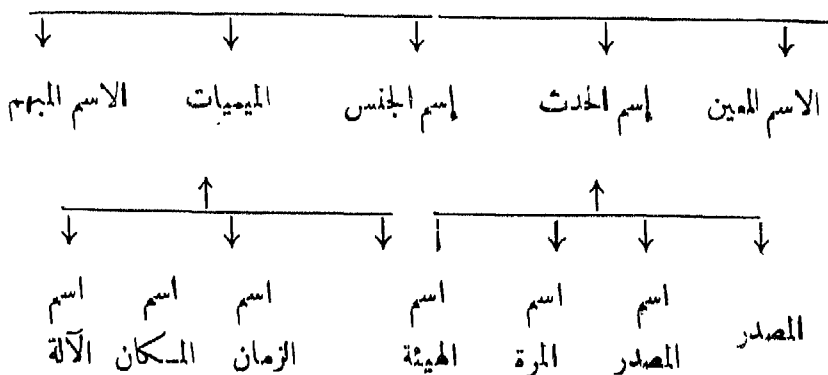 الاسم المعين إسم الحدث إسم الجنس الميميات الاسم المبهم
المصدر اسم المصدر اسم المرة اسم الهيئة اسم الزمان اسم المكان اسم الآلة